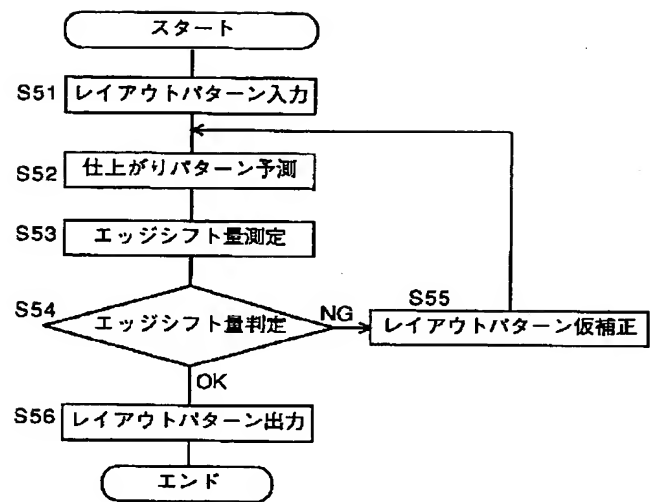 スタート
S51 レイアウトパターン入力
S52 仕上がりパターン予測
S53 エッジシフト量測定
S54 エッジシフト量判定
NG
S55
レイアウトパターン仮補正
OK
S56 レイアウトパターン出力
エンド